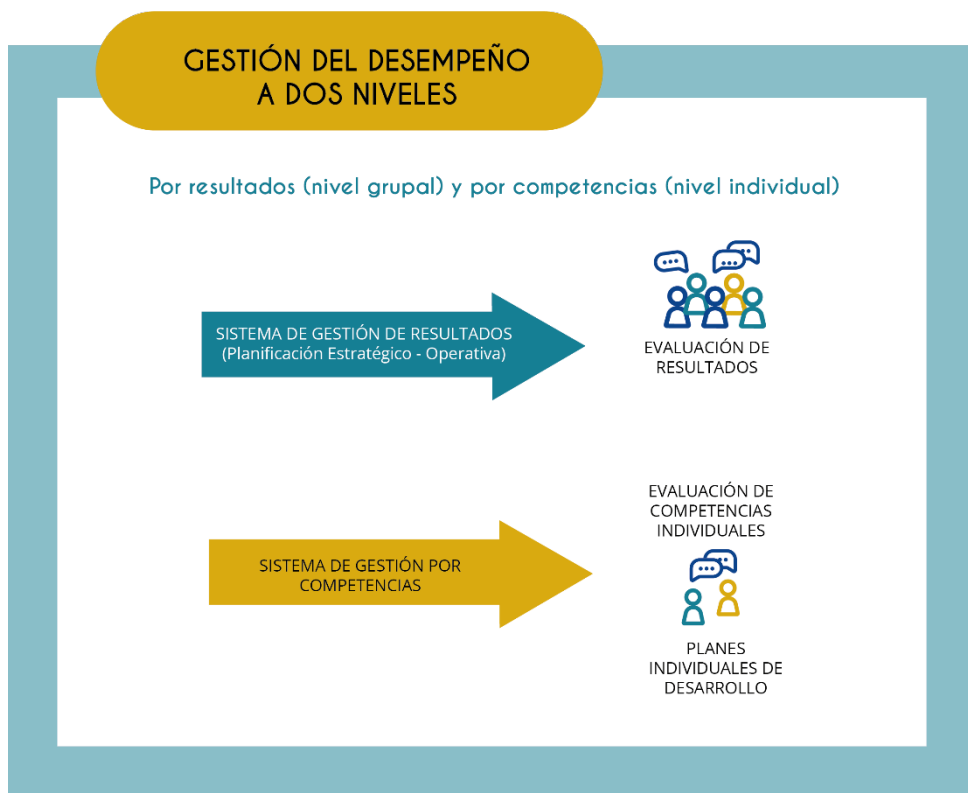 GESTIÓN DEL DESEMPEÑO
A DOS NIVELES
Por resultados (nivel grupal) y por competencias (nivel individual)
SISTEMA DE GESTIÓN DE RESULTADOS
(Planificación Estratégico - Operativa)
EVALUACIÓN DE
RESULTADOS
SISTEMA DE GESTIÓN POR
COMPETENCIAS
EVALUACIÓN DE
COMPETENCIAS
INDIVIDUALES
PLANES
INDIVIDUALES DE
DESARROLLO